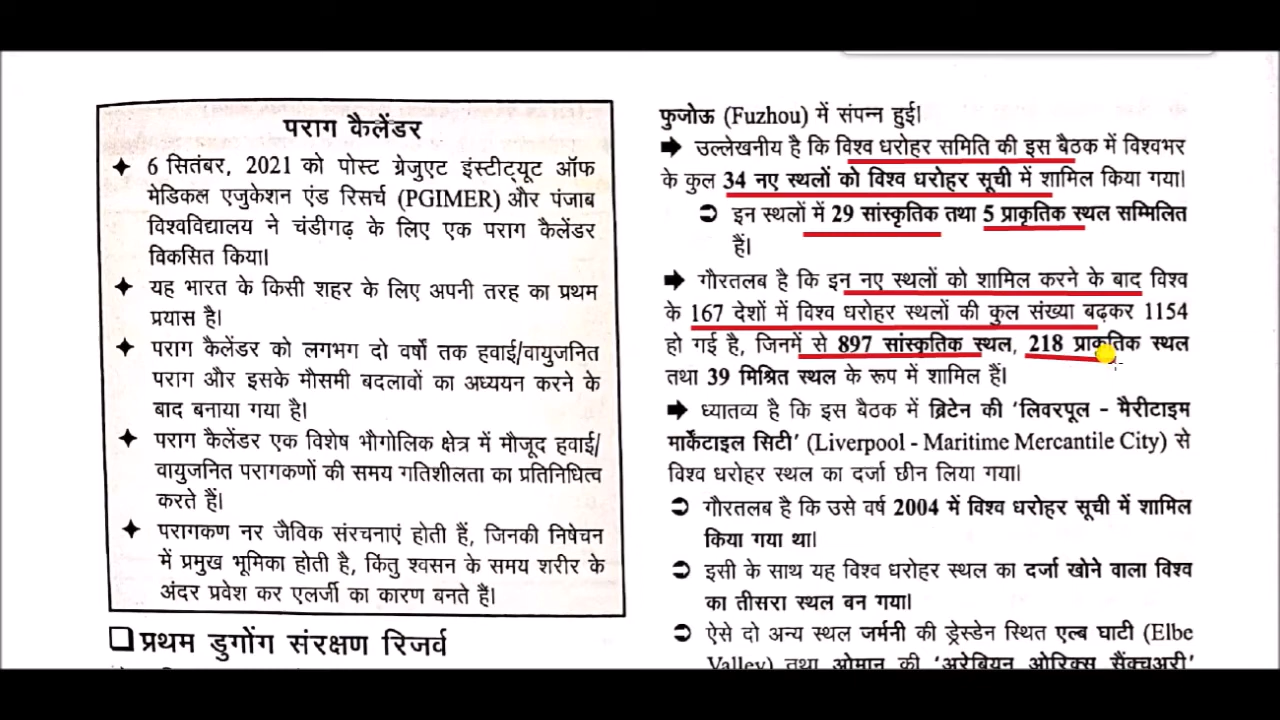 पराग कैलेंडर
✦ 6 सितंबर, 2021 को पोस्ट ग्रेजुएट इंस्टीट्यूट ऑफ
मेडिकल एजुकेशन एंड रिसर्च (PGIMER) और पंजाब
विश्वविद्यालय ने चंडीगढ़ के लिए एक पराग कैलेंडर
विकसित किया।
✦ यह भारत के किसी शहर के लिए अपनी तरह का प्रथम
प्रयास है।
✦ पराग कैलेंडर को लगभग दो वर्षों तक हवाई/वायुजनित
पराग और इसके मौसमी बदलावों का अध्ययन करने के
बाद बनाया गया है।
✦ पराग कैलेंडर एक विशेष भौगोलिक क्षेत्र में मौजूद हवाई/
वायुजनित परागकणों की समय गतिशीलता का प्रतिनिधित्व
करते हैं।
✦ परागकण नर जैविक संरचनाएं होती हैं, जिनकी निषेचन
में प्रमुख भूमिका होती है, किंतु श्वसन के समय शरीर के
अंदर प्रवेश कर एलर्जी का कारण बनते हैं।
❑ प्रथम डुगोंग संरक्षण रिजर्व
फुजोऊ (Fuzhou) में संपन्न हुई।
➡ उल्लेखनीय है कि विश्व धरोहर समिति की इस बैठक में विश्वभर
के कुल 34 नए स्थलों को विश्व धरोहर सूची में शामिल किया गया।
➲ इन स्थलों में 29 सांस्कृतिक तथा 5 प्राकृतिक स्थल सम्मिलित
हैं।
➡ गौरतलब है कि इन नए स्थलों को शामिल करने के बाद विश्व
के 167 देशों में विश्व धरोहर स्थलों की कुल संख्या बढ़कर 1154
हो गई है, जिनमें से 897 सांस्कृतिक स्थल, 218 प्राकृतिक स्थल
तथा 39 मिश्रित स्थल के रूप में शामिल हैं।
➡ ध्यातव्य है कि इस बैठक में ब्रिटेन की 'लिवरपूल - मैरीटाइम
मार्केंटाइल सिटी' (Liverpool - Maritime Mercantile City) से
विश्व धरोहर स्थल का दर्जा छीन लिया गया।
➲ गौरतलब है कि उसे वर्ष 2004 में विश्व धरोहर सूची में शामिल
किया गया था।
➲ इसी के साथ यह विश्व धरोहर स्थल का दर्जा खोने वाला विश्व
का तीसरा स्थल बन गया।
➲ ऐसे दो अन्य स्थल जर्मनी की ड्रेस्डेन स्थित एल्ब घाटी (Elbe
Valley) तथा ओमान की 'अरेबियन ओरिक्स सैंक्चुअरी'